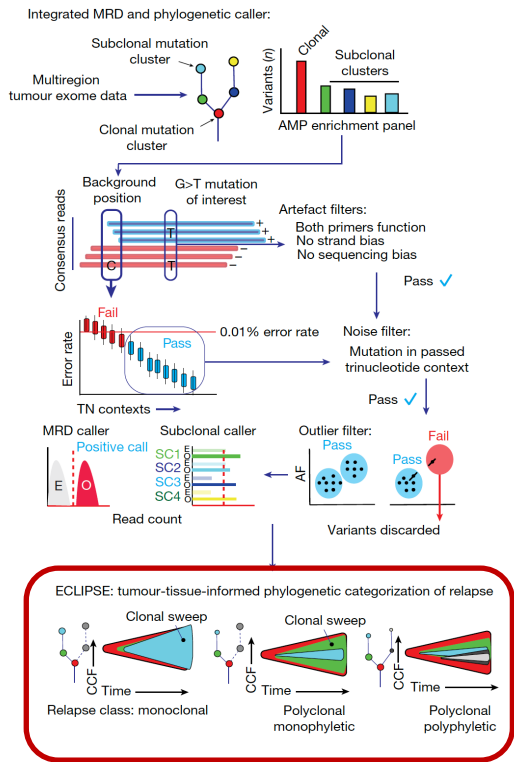 Integrated MRD and phylogenetic caller:
Subclonal mutation
cluster
Multiregion
tumour exome data
Clonal mutation
cluster
Variants (n)
Clonal
Subclonal
clusters
AMP enrichment panel
Background
position
G>T mutation
of interest
Consensus reads
C
T
T
+
+
+
–
–
–
Artefact filters:
Both primers function
No strand bias
No sequencing bias
Pass ✓
Error rate
Fail
Pass
0.01% error rate
TN contexts
Noise filter:
Mutation in passed
trinucleotide context
Pass ✓
MRD caller
Positive call
E
O
Subclonal caller
SC1
SC2
SC3
SC4
E
O
E
O
E
O
E
O
Read count
Outlier filter:
Pass
AF
Pass
Fail
Variants discarded
ECLIPSE: tumour-tissue-informed phylogenetic categorization of relapse
Clonal sweep
CCF
Time
Relapse class: monoclonal
Clonal sweep
CCF
Time
Polyclonal
monophyletic
CCF
Time
Polyclonal
polyphyletic